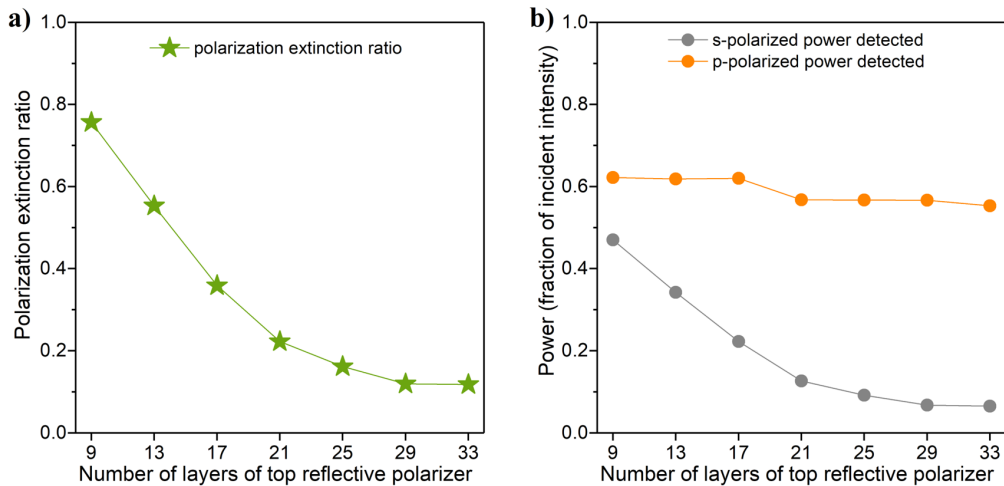 a)
polarization extinction ratio
Polarization extinction ratio
1.0
0.8
0.6
0.4
0.2
0.0
9 13 17 21 25 29 33
Number of layers of top reflective polarizer
b)
s-polarized power detected
p-polarized power detected
Power (fraction of incident intensity)
1.0
0.8
0.6
0.4
0.2
0.0
9 13 17 21 25 29 33
Number of layers of top reflective polarizer